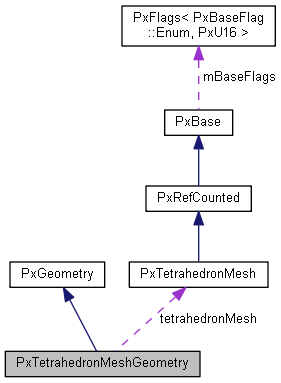 PxFlags< PxBaseFlag
::Enum, PxU16 >
mBaseFlags
PxBase
PxRefCounted
PxGeometry
PxTetrahedronMesh
tetrahedronMesh
PxTetrahedronMeshGeometry